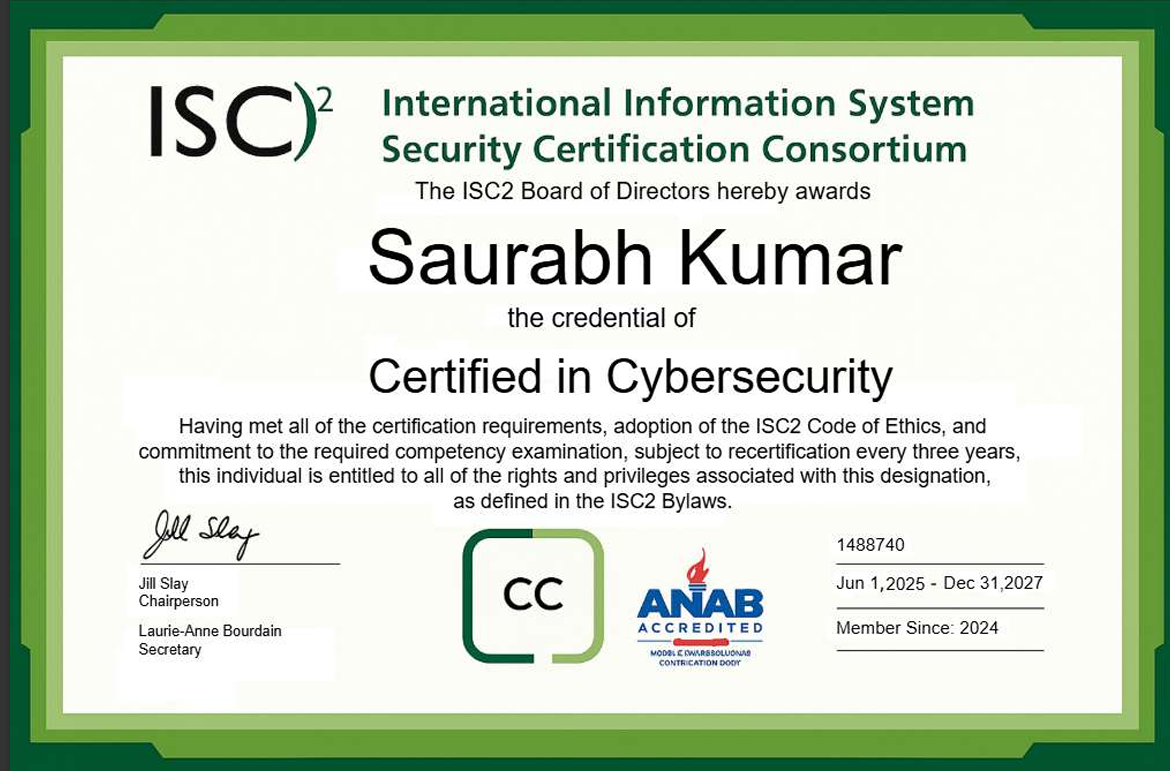 ISC)²
International Information System
Security Certification Consortium
The ISC2 Board of Directors hereby awards
Saurabh Kumar
the credential of
Certified in Cybersecurity
Having met all of the certification requirements, adoption of the ISC2 Code of Ethics, and
commitment to the required competency examination, subject to recertification every three years,
this individual is entitled to all of the rights and privileges associated with this designation,
as defined in the ISC2 Bylaws.
Jill Slay
Jill Slay
Chairperson
Laurie-Anne Bourdain
Secretary
CC
ANAB
ACCREDITED
CONTRICATION DODY
1488740
Jun 1,2025 - Dec 31,2027
Member Since: 2024